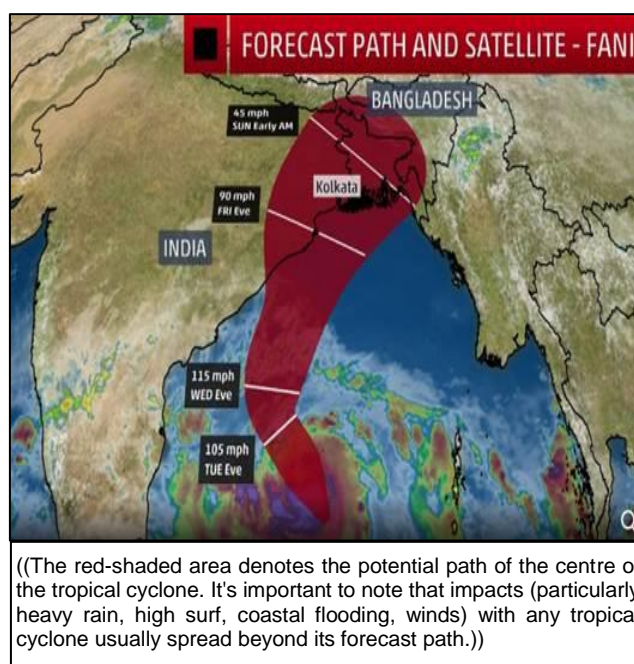 FORECAST PATH AND SATELLITE - FANI
BANGLADESH
45 mph
SUN Early AM
Kolkata
90 mph
FRI Eve
INDIA
115 mph
WED Eve
105 mph
TUE Eve
((The red-shaded area denotes the potential path of the centre o
the tropical cyclone. It's important to note that impacts (particularly
heavy rain, high surf, coastal flooding, winds) with any tropica
cyclone usually spread beyond its forecast path.))